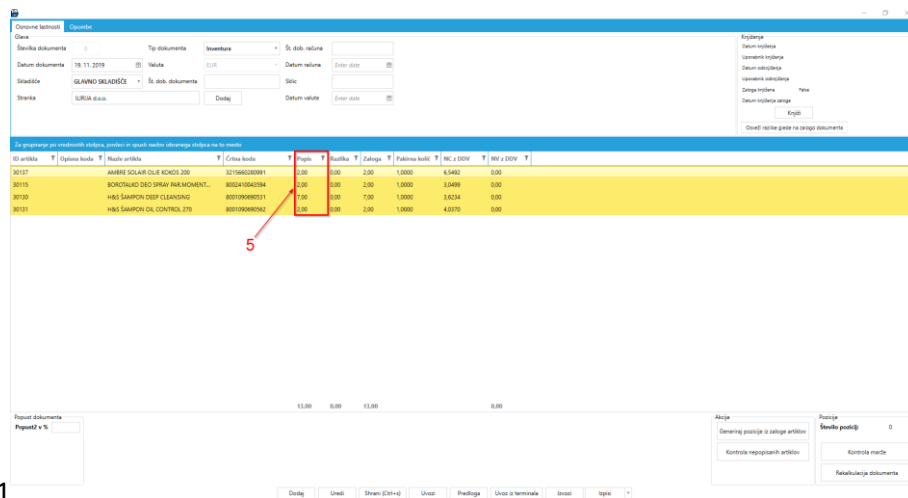 Osnovne lastnosti Opombe
Glava
Številka dokumenta 0 Tip dokumenta Inventura Št. dob. računa
Datum dokumenta 19. 11. 2019 Valuta EUR Datum računa Enter date
Skladišče GLAVNO SKLADIŠČE Št. dob. dokumenta Sklic
Stranka ILIRIJA d.o.o. Dodaj Datum valute Enter date
Knjiženje
Datum knjiženja
Uporabnik knjiženja
Datum odknjiženja
Uporabnik odknjiženja
Zaloga knjižena False
Datum knjiženja zaloge
Knjiži
Osveži razlike glede na zalogo dokumenta
Za grupiranje po vrednostih stolpca, povleci in spusti naslov izbranega stolpca na to mesto
ID artikla Opisna koda Naziv artikla Črtna koda Popis Razlika Zaloga Pakirna količ NC z DDV NV z DDV
30137 AMBRE SOLAIR OLJE KOKOS 200 3215660280991 2,00 0,00 2,00 1,0000 6,5492 0,00
30115 BOROTALKO DEO SPRAY PAR.MOMENT... 8002410043594 2,00 0,00 2,00 1,0000 3,0499 0,00
30130 H&S ŠAMPON DEEP CLEANSING 8001090690531 7,00 0,00 7,00 1,0000 3,6234 0,00
30131 H&S ŠAMPON OIL CONTROL 270 8001090690562 2,00 0,00 2,00 1,0000 4,0370 0,00
5
13,00 0,00 13,00 0,00
Popust dokumenta
Popust2 v %
Akcije
Generiraj pozicije iz zaloge artiklov
Kontrola nepopisanih artiklov
Pozicije
Število pozicij: 0
Kontrola marže
Rekalkulacija dokumenta
1
Dodaj Uredi Shrani (Ctrl+s) Uvozi Predloga Uvoz iz terminala Izvozi Izpisi